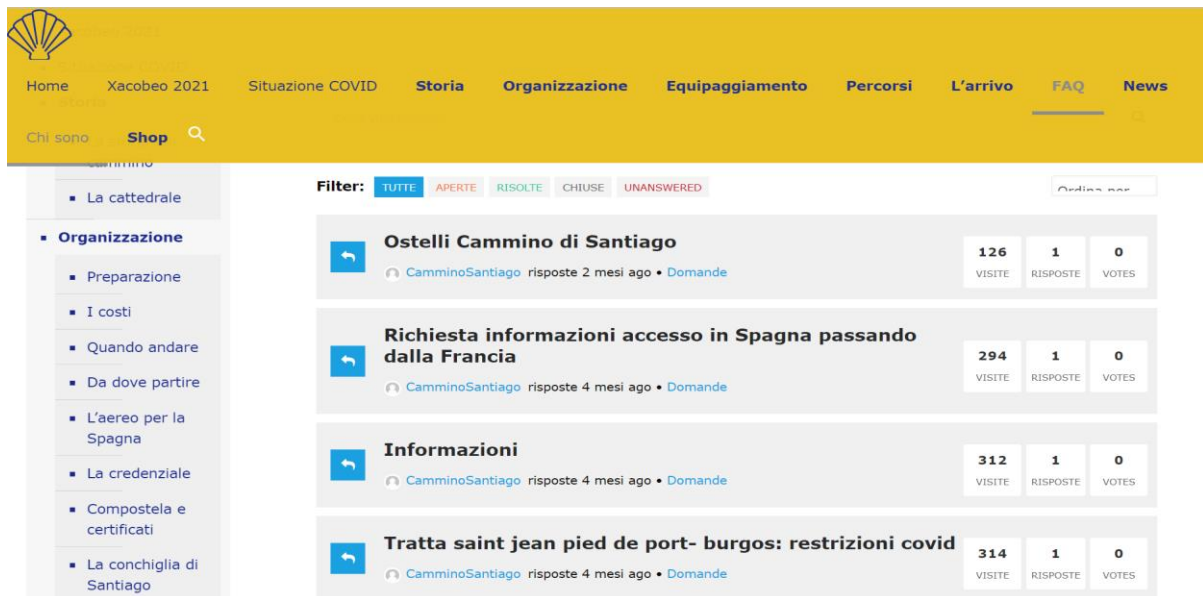 Home Xacobeo 2021 Situazione COVID Storia Organizzazione Equipaggiamento Percorsi L'arrivo FAQ News
Chi sono Shop
cammino
La cattedrale
Organizzazione
Preparazione
I costi
Quando andare
Da dove partire
L'aereo per la
Spagna
La credenziale
Compostela e
certificati
La conchiglia di
Santiago
Filter: TUTTE APERTE RISOLTE CHIUSE UNANSWERED
Ordina per
Ostelli Cammino di Santiago
CamminoSantiago risposte 2 mesi ago • Domande
126 1 0
VISITE RISPOSTE VOTES
Richiesta informazioni accesso in Spagna passando
dalla Francia
CamminoSantiago risposte 4 mesi ago • Domande
294 1 0
VISITE RISPOSTE VOTES
Informazioni
CamminoSantiago risposte 4 mesi ago • Domande
312 1 0
VISITE RISPOSTE VOTES
Tratta saint jean pied de port- burgos: restrizioni covid
CamminoSantiago risposte 4 mesi ago • Domande
314 1 0
VISITE RISPOSTE VOTES